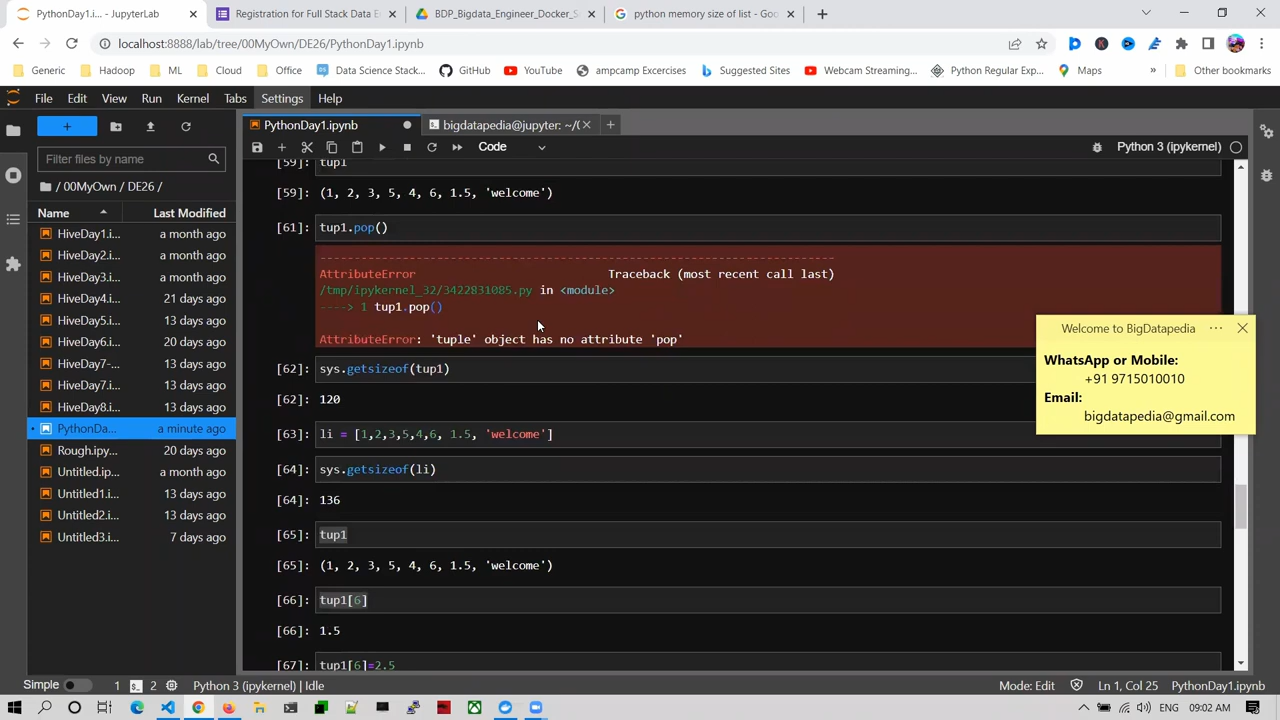 PythonDay1.i... - JupyterLab
Registration for Full Stack Data E
BDP_Bigdata_Engineer_Docker_S
python memory size of list - Goo
localhost:8888/lab/tree/00MyOwn/DE26/PythonDay1.ipynb
Generic
Hadoop
ML
Cloud
Office
Data Science Stack...
GitHub
YouTube
ampcamp Excercises
Suggested Sites
Webcam Streaming...
Python Regular Exp...
Maps
»
Other bookmarks
File Edit View Run Kernel Tabs Settings Help
PythonDay1.ipynb
bigdatapedia@jupyter: ~/(
Code
Python 3 (ipykernel)
Filter files by name
/ 00MyOwn / DE26 /
Name Last Modified
HiveDay1.i... a month ago
HiveDay2.i... a month ago
HiveDay3.i... a month ago
HiveDay4.i... 21 days ago
HiveDay5.i... 13 days ago
HiveDay6.i... 20 days ago
HiveDay7-... 13 days ago
HiveDay7.i... 13 days ago
HiveDay8.i... 13 days ago
PythonDa... a minute ago
Rough.ipy... 20 days ago
Untitled.ip... a month ago
Untitled1.i... 13 days ago
Untitled2.i... 13 days ago
Untitled3.i... 7 days ago
[59]: tup1
[59]: (1, 2, 3, 5, 4, 6, 1.5, 'welcome')
[61]: tup1.pop()
---------------------------------------------------------------------------
AttributeError Traceback (most recent call last)
/tmp/ipykernel_32/3422831085.py in <module>
----> 1 tup1.pop()
AttributeError: 'tuple' object has no attribute 'pop'
[62]: sys.getsizeof(tup1)
[62]: 120
[63]: li = [1,2,3,5,4,6, 1.5, 'welcome']
[64]: sys.getsizeof(li)
[64]: 136
[65]: tup1
[65]: (1, 2, 3, 5, 4, 6, 1.5, 'welcome')
[66]: tup1[6]
[66]: 1.5
[67]: tup1[6]=2.5
Welcome to BigDatapedia
WhatsApp or Mobile:
+91 9715010010
Email:
bigdatapedia@gmail.com
Simple 1 2 Python 3 (ipykernel) | Idle
Mode: Edit Ln 1, Col 25 PythonDay1.ipynb
ENG 09:02 AM